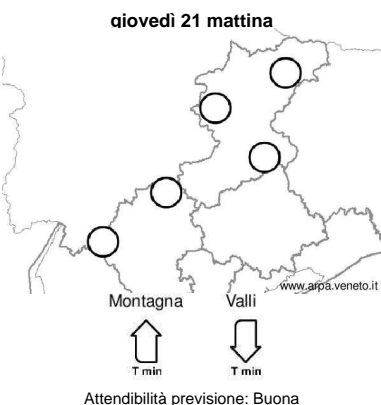 giovedì 21 mattina
www.arpa.veneto.it
Montagna Valli
T min T min
Attendibilità previsione: Buona